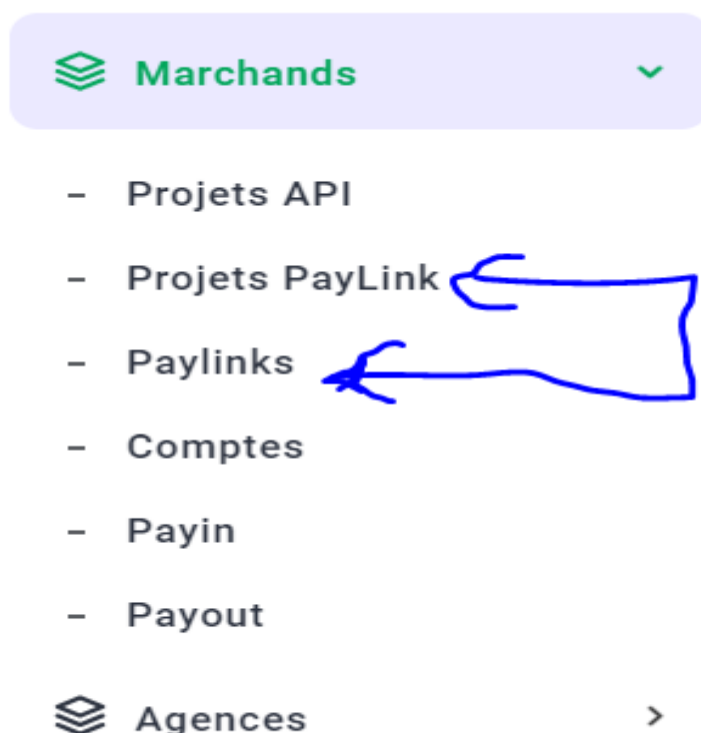 Marchands
- Projets API
- Projets PayLink
- Paylinks
- Comptes
- Payin
- Payout
Agences